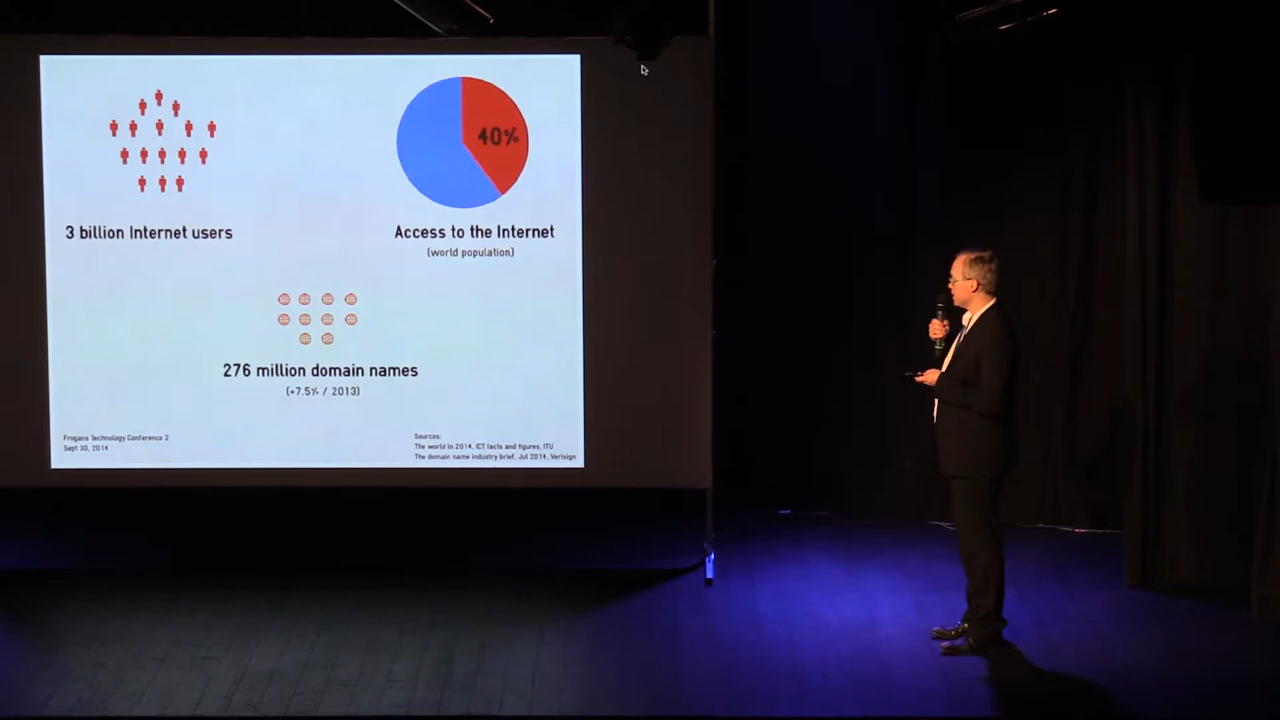 40%
3 billion Internet users
Access to the Internet
(world population)
276 million domain names
(+7.5% / 2013)
Frogans Technology Conference 2
Sept 30, 2014
Sources:
The world in 2014, ICT facts and figures, ITU
The domain name industry brief, Jul 2014, Verisign